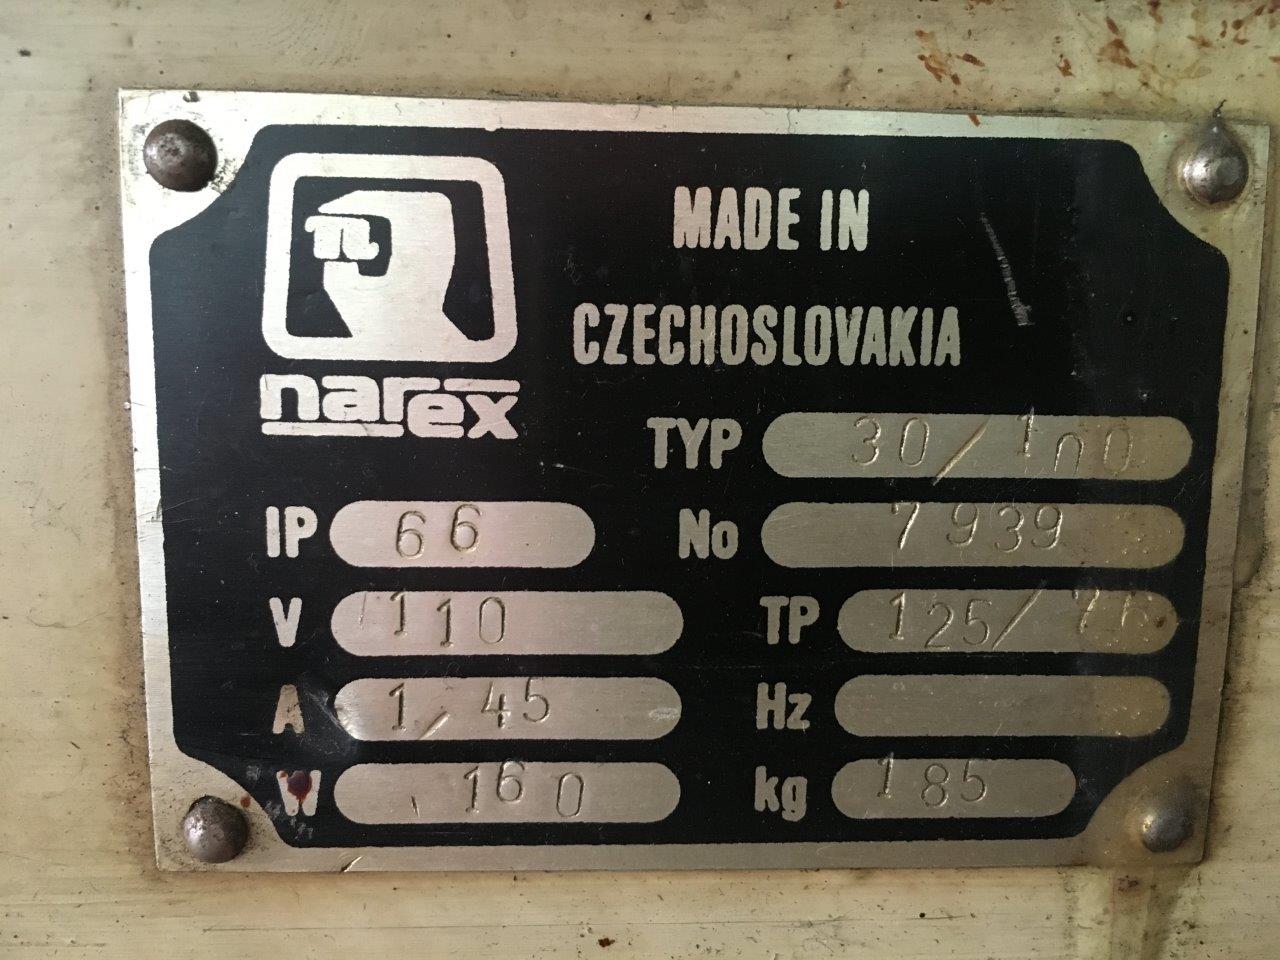 n
MADE IN
CZECHOSLOVAKIA
narex
TYP 30/100
IP 66
No 7939
V 110
TP 125/76
A 1,45
Hz
W 160
kg 185